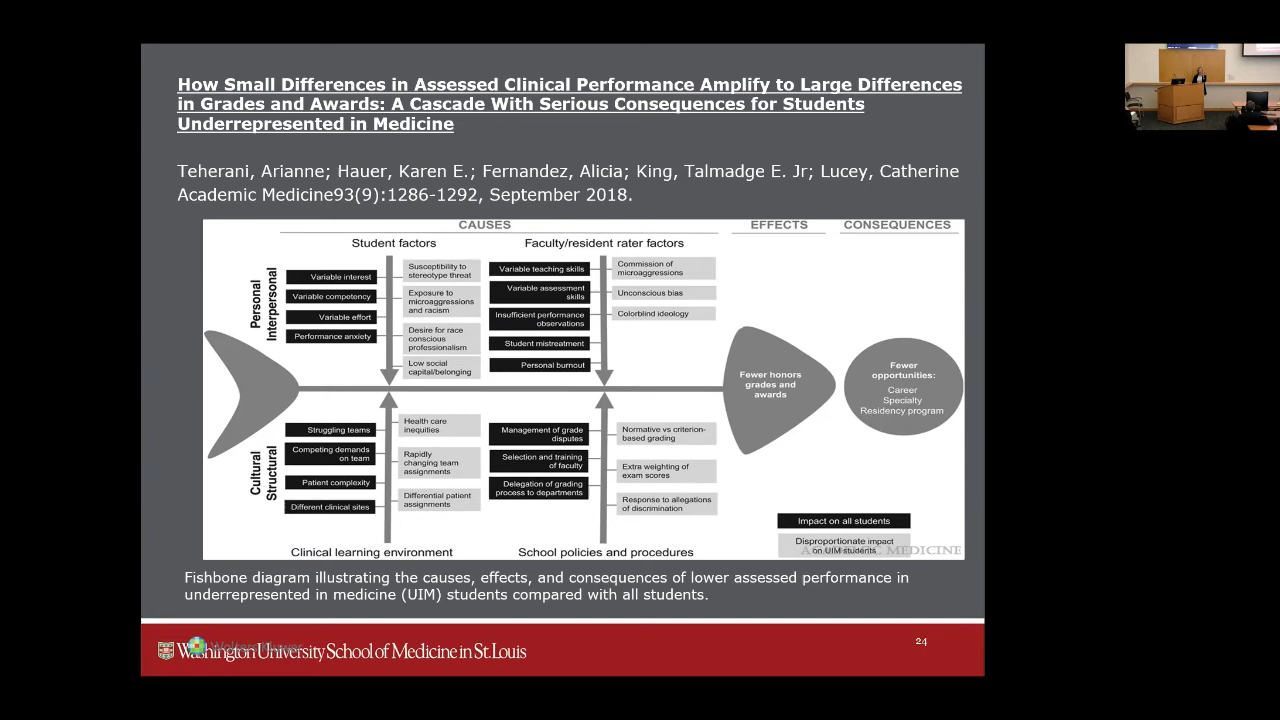 How Small Differences in Assessed Clinical Performance Amplify to Large Differences
in Grades and Awards: A Cascade With Serious Consequences for Students
Underrepresented in Medicine
Teherani, Arianne; Hauer, Karen E.; Fernandez, Alicia; King, Talmadge E. Jr; Lucey, Catherine
Academic Medicine93(9):1286-1292, September 2018.
CAUSES
EFFECTS
CONSEQUENCES
Student factors
Faculty/resident rater factors
Personal
Interpersonal
Variable interest
Variable competency
Variable effort
Performance anxiety
Susceptibility to
stereotype threat
Exposure to
microaggressions
and racism
Desire for race
conscious
professionalism
Low social
capital/belonging
Variable teaching skills
Variable assessment
skills
Insufficient performance
observations
Student mistreatment
Personal burnout
Commission of
microaggressions
Unconscious bias
Colorblind ideology
Fewer honors
grades and
awards
Fewer
opportunities:
Career
Specialty
Residency program
Cultural
Structural
Struggling teams
Competing demands
on team
Patient complexity
Different clinical sites
Health care
inequities
Rapidly
changing team
assignments
Differential patient
assignments
Management of grade
disputes
Selection and training
of faculty
Delegation of grading
process to departments
Normative vs criterion-
based grading
Extra weighting of
exam scores
Response to allegations
of discrimination
Clinical learning environment
School policies and procedures
Impact on all students
Disproportionate impact
on UIM students
ACADEMIC MEDICINE
Fishbone diagram illustrating the causes, effects, and consequences of lower assessed performance in
underrepresented in medicine (UIM) students compared with all students.
Wolters Kluwer
Washington University School of Medicine in St. Louis
24